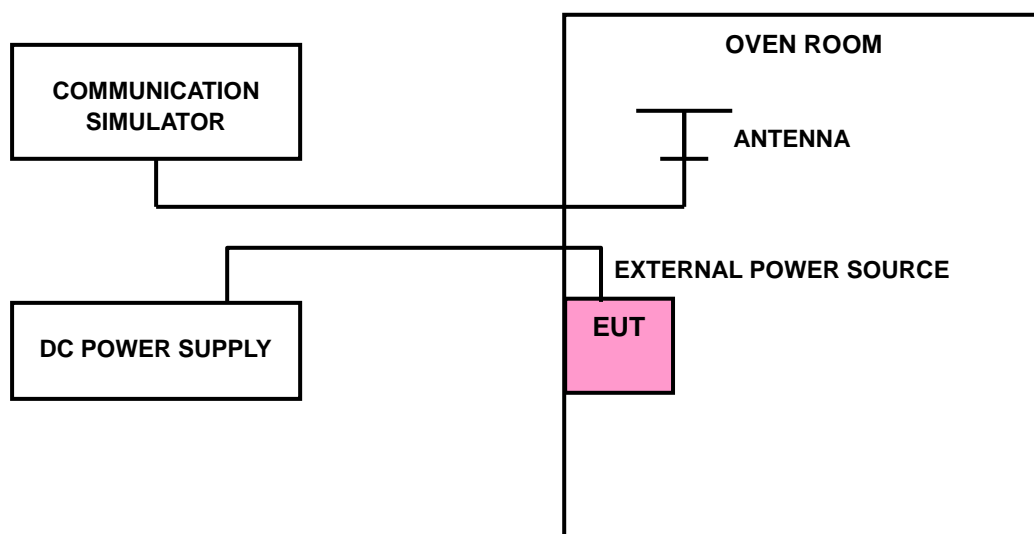 OVEN ROOM
COMMUNICATION
SIMULATOR
ANTENNA
EXTERNAL POWER SOURCE
EUT
DC POWER SUPPLY